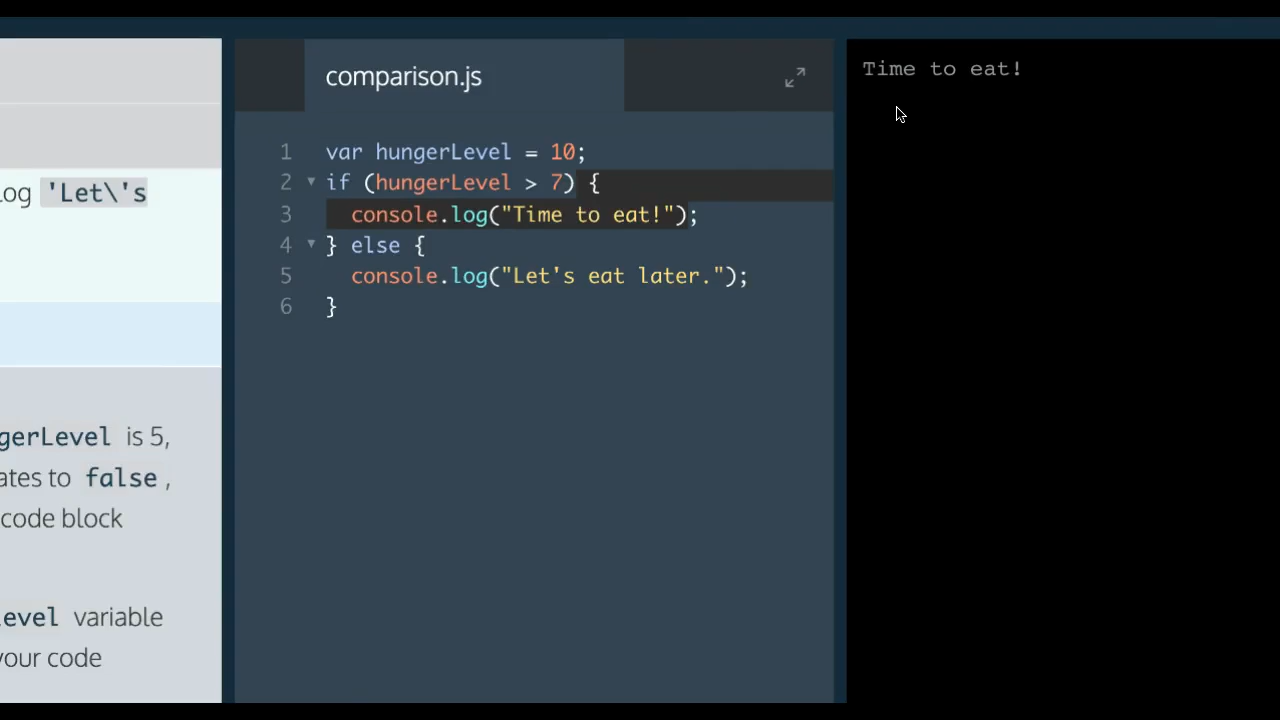 comparison.js
Time to eat!
og 'Let\'s
gerLevel is 5,
ates to false ,
code block
evel variable
your code
1 var hungerLevel = 10;
2 if (hungerLevel > 7) {
3 console.log("Time to eat!");
4 } else {
5 console.log("Let's eat later.");
6 }